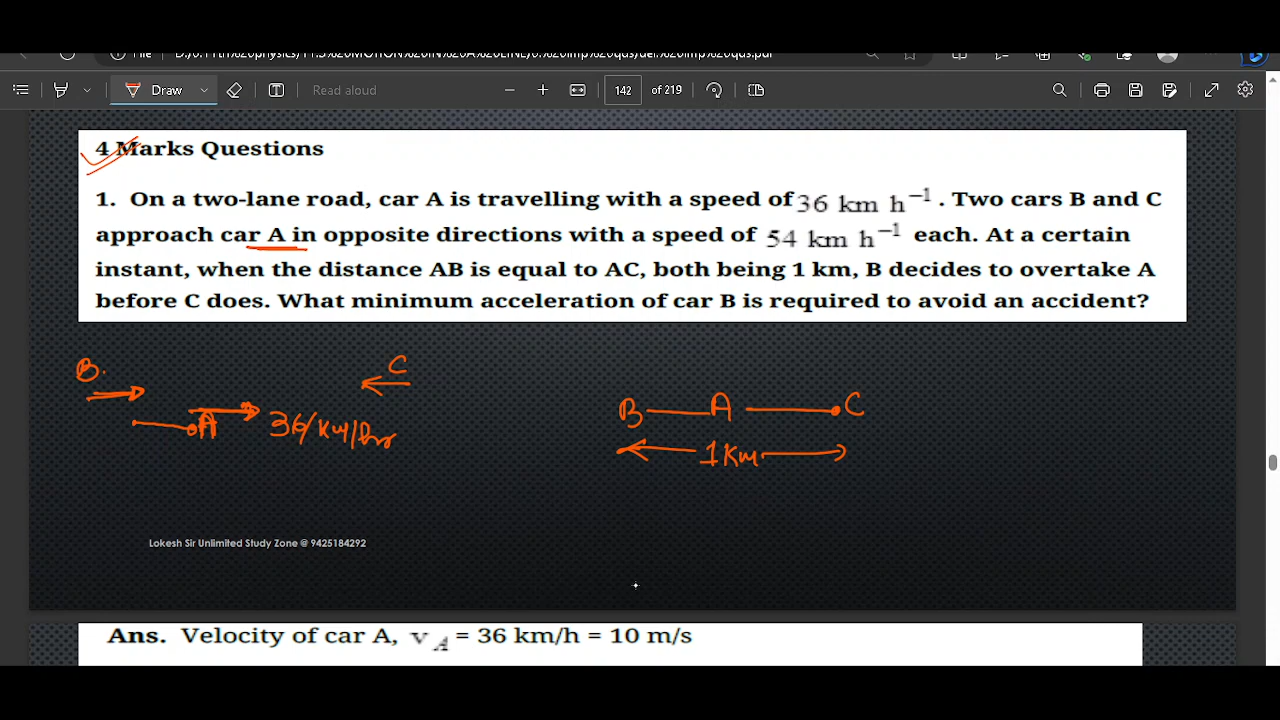 Draw
Read aloud
142 of 219
4 Marks Questions
1. On a two-lane road, car A is travelling with a speed of 36 km h⁻¹. Two cars B and C
approach car A in opposite directions with a speed of 54 km h⁻¹ each. At a certain
instant, when the distance AB is equal to AC, both being 1 km, B decides to overtake A
before C does. What minimum acceleration of car B is required to avoid an accident?
B. C
A 36/km/hr
B A C
1 Km
Lokesh Sir Unlimited Study Zone @ 9425184292
Ans. Velocity of car A, v A = 36 km/h = 10 m/s